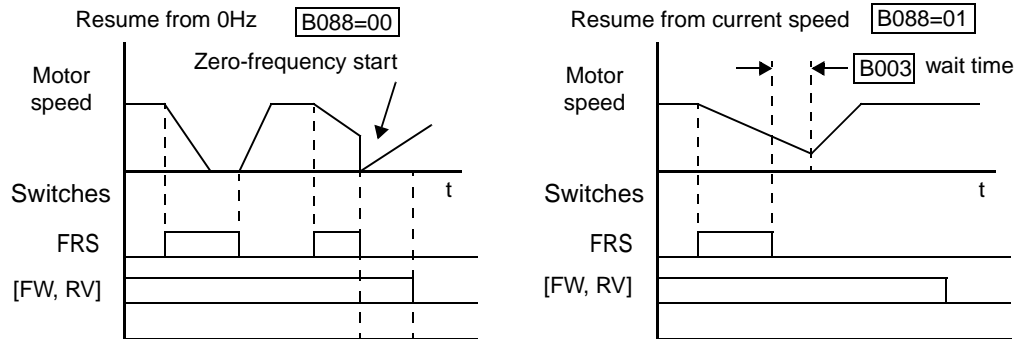 Resume from 0Hz B088=00
Zero-frequency start
Motor
speed
t
Switches
FRS
[FW, RV]
Resume from current speed B088=01
B003 wait time
Motor
speed
t
Switches
FRS
[FW, RV]